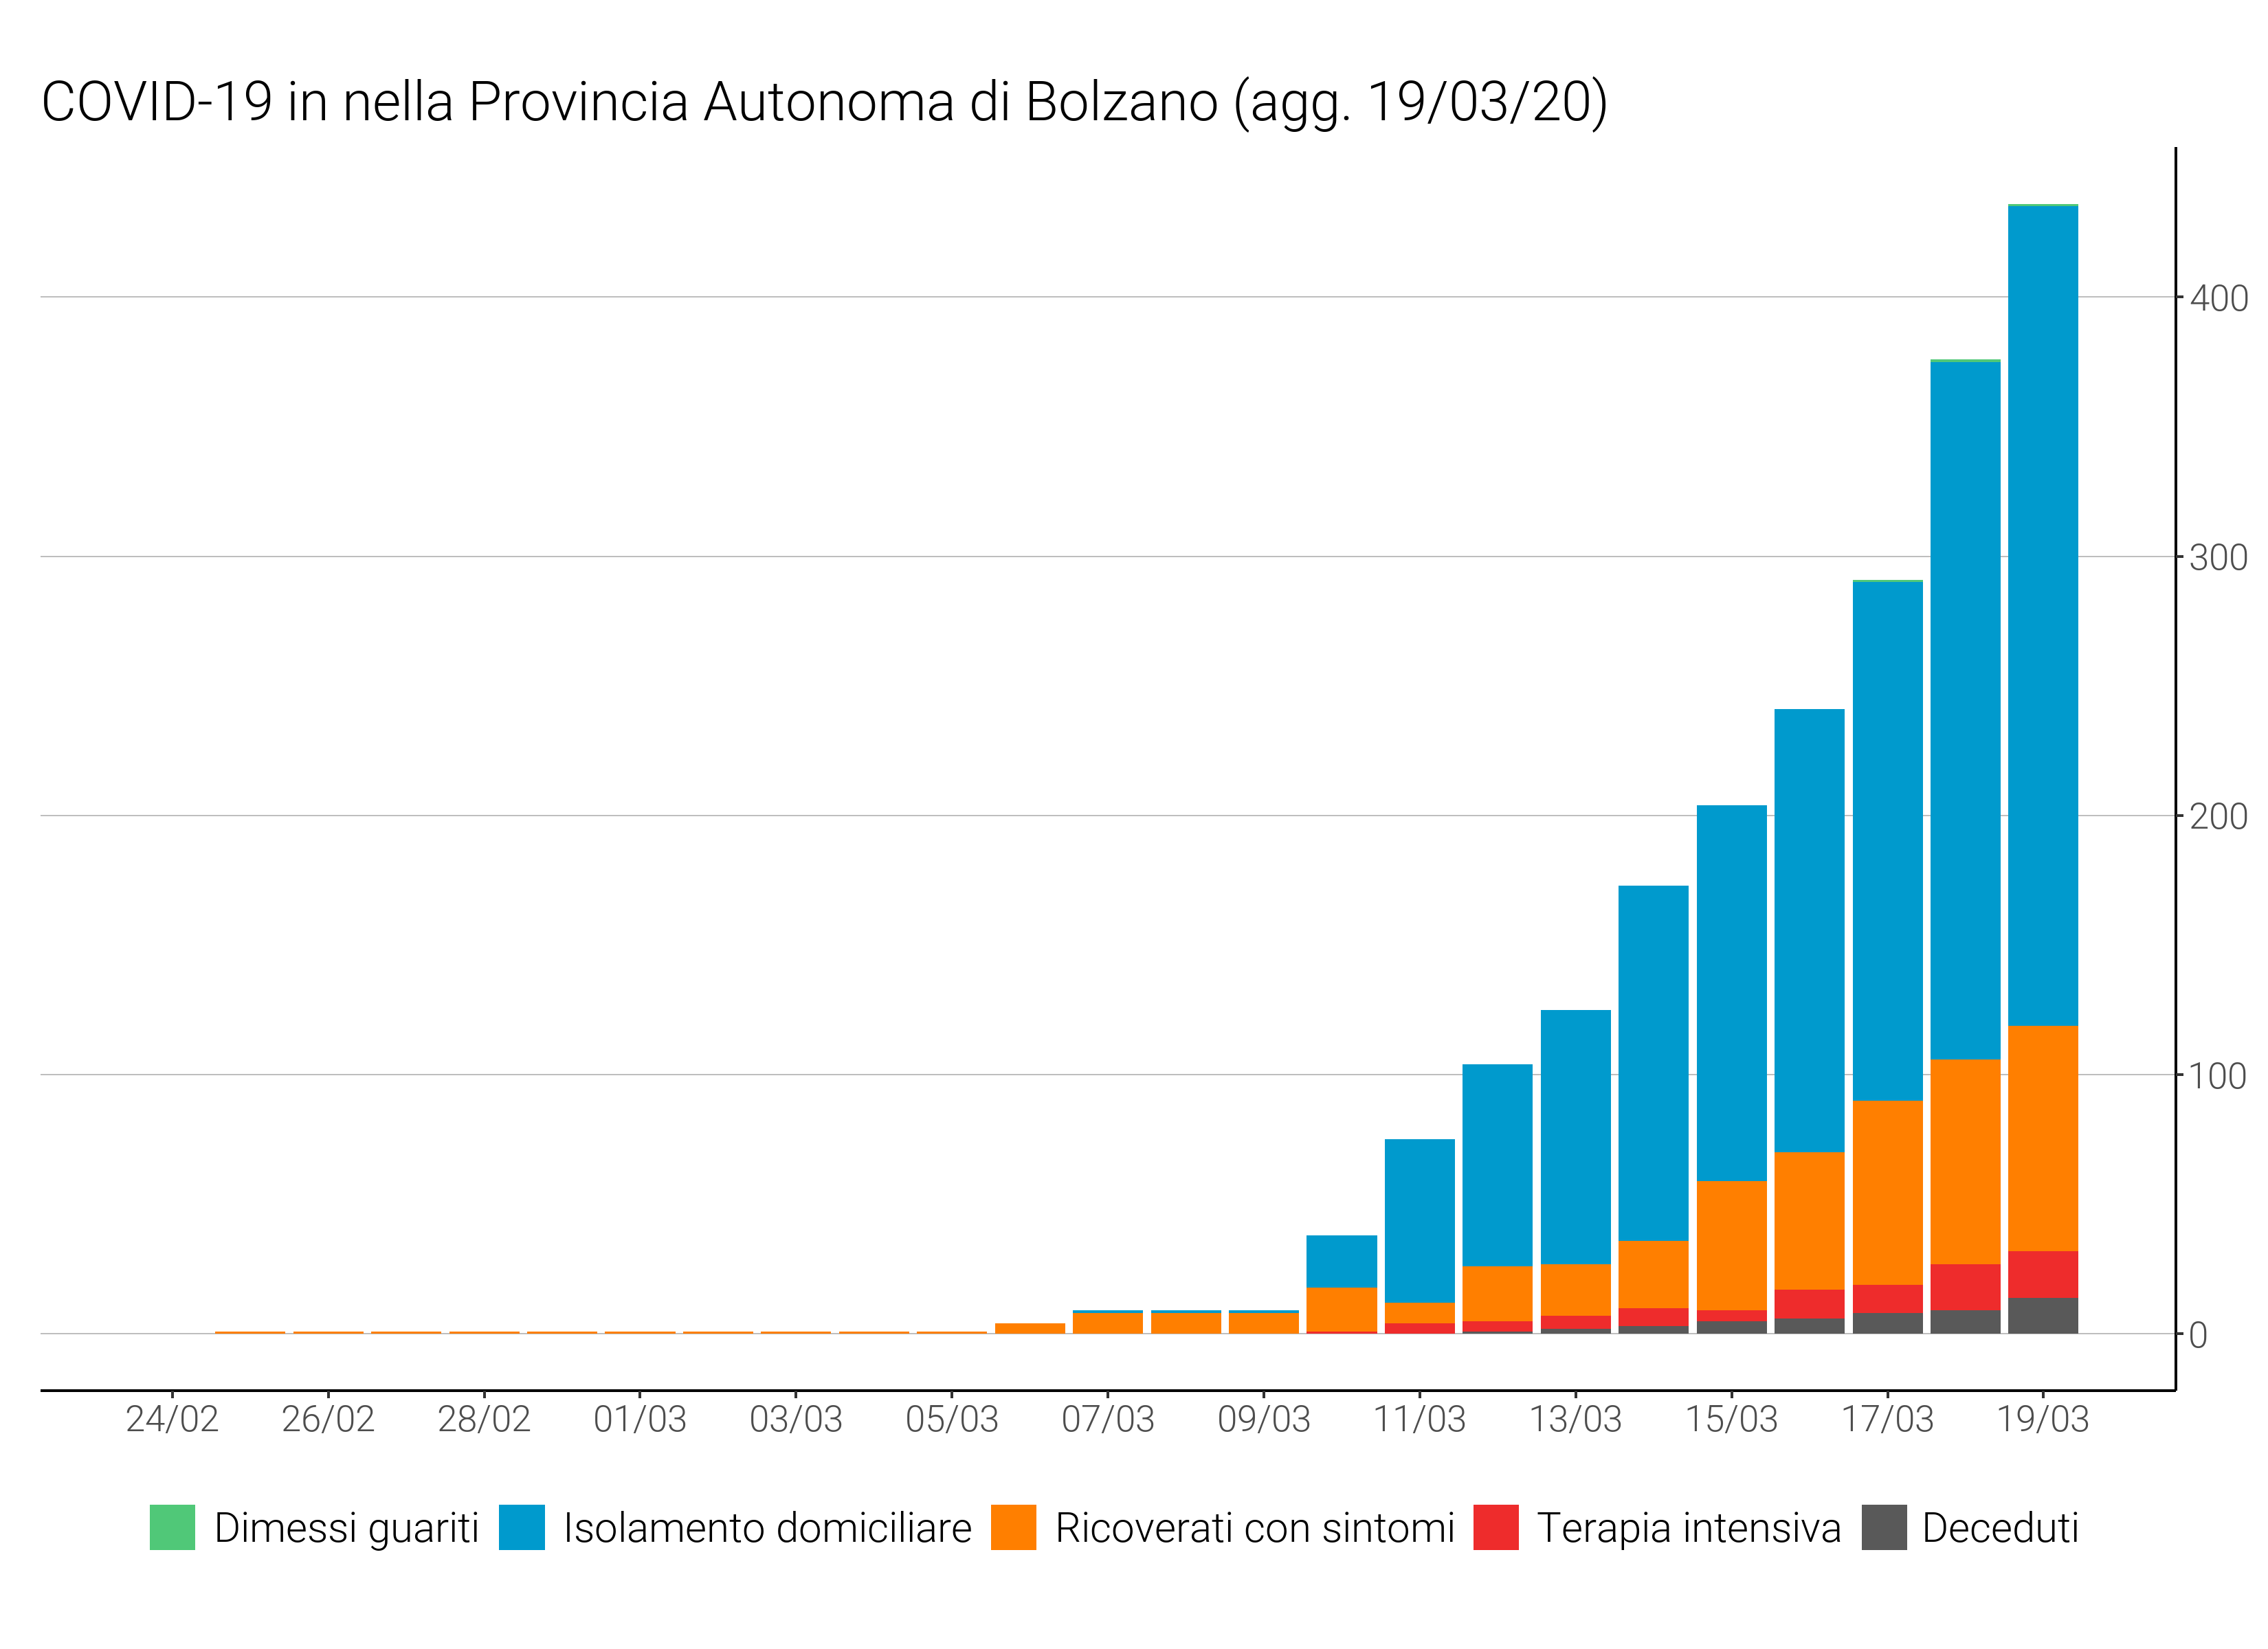 COVID-19 in nella Provincia Autonoma di Bolzano (agg. 19/03/20)
400
300
200
100
0
24/02 26/02 28/02 01/03 03/03 05/03 07/03 09/03 11/03 13/03 15/03 17/03 19/03
Dimessi guariti Isolamento domiciliare Ricoverati con sintomi Terapia intensiva Deceduti